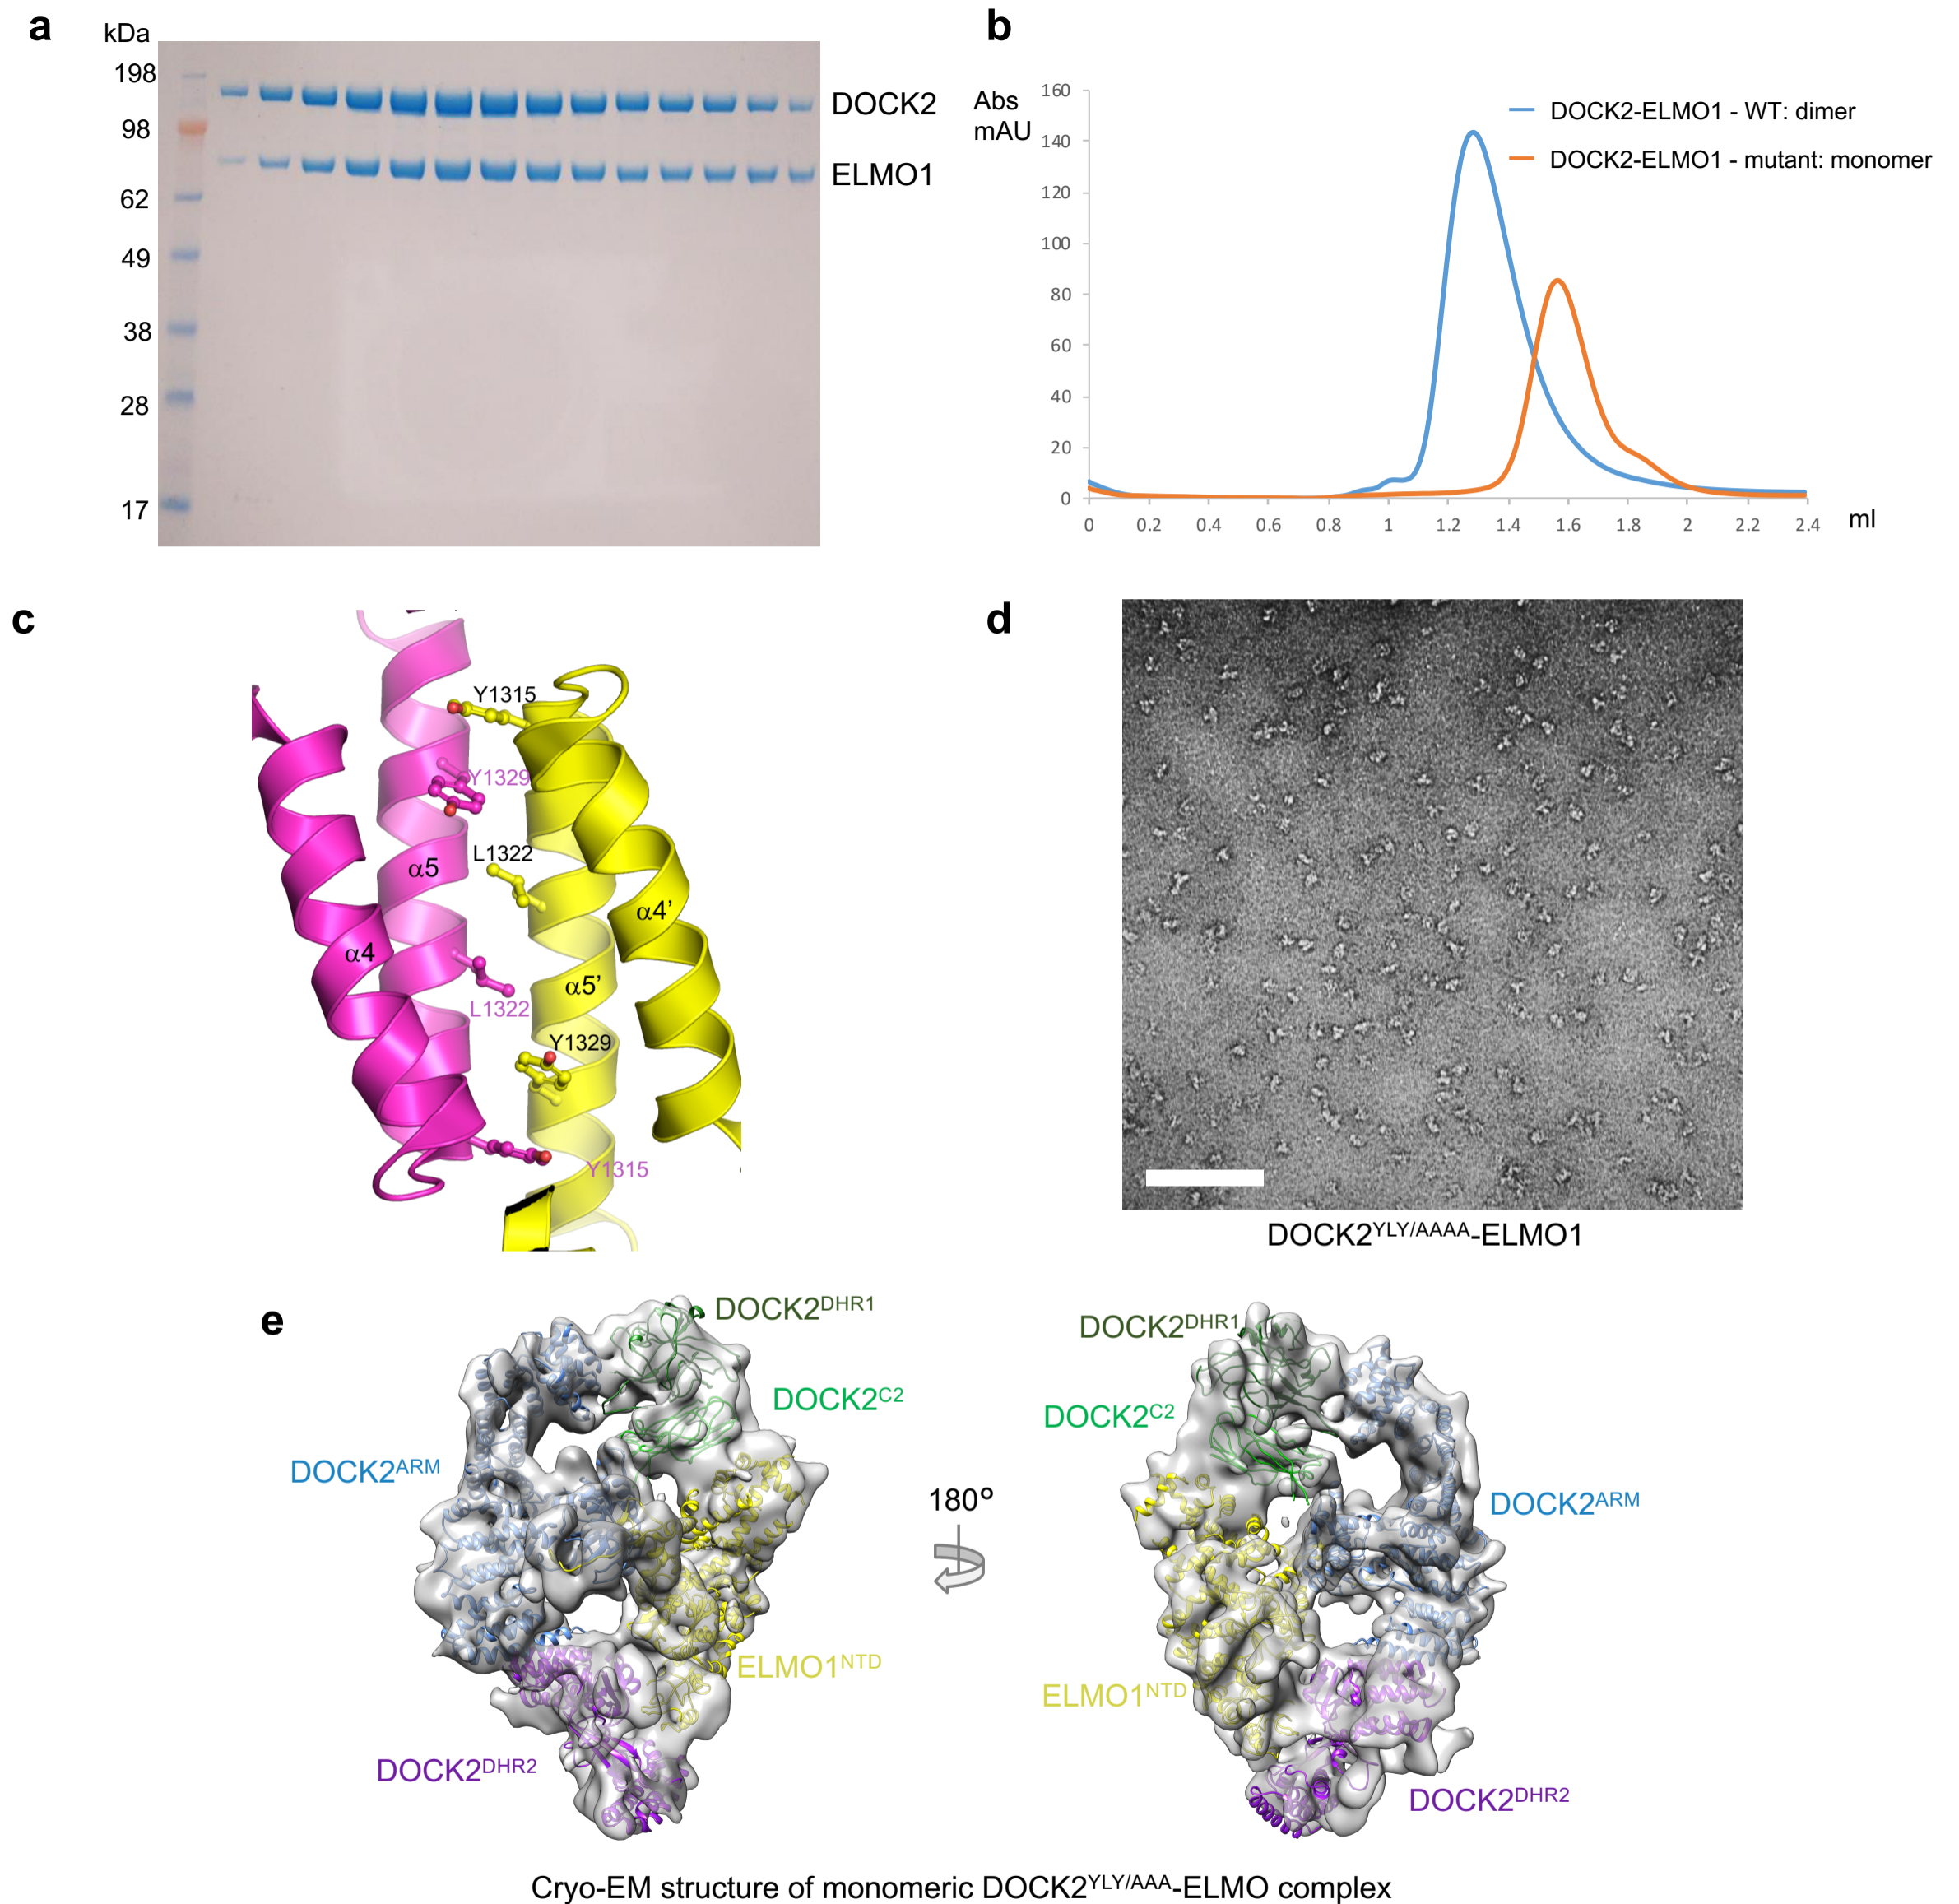 a
kDa
198
98
62
49
38
28
17
DOCK2
ELMO1
b
Abs
mAU
160
140
120
100
80
60
40
20
0
0 0.2 0.4 0.6 0.8 1 1.2 1.4 1.6 1.8 2 2.2 2.4 ml
DOCK2-ELMO1 - WT: dimer
DOCK2-ELMO1 - mutant: monomer
c
Y1315
Y1329
L1322
α5
α4'
α4
α5'
L1322
Y1329
Y1315
d
DOCK2YLY/AAAA-ELMO1
e
DOCK2DHR1
DOCK2C2
DOCK2ARM
ELMO1NTD
DOCK2DHR2
180°
DOCK2DHR1
DOCK2C2
DOCK2ARM
ELMO1NTD
DOCK2DHR2
Cryo-EM structure of monomeric DOCK2YLY/AAA-ELMO complex